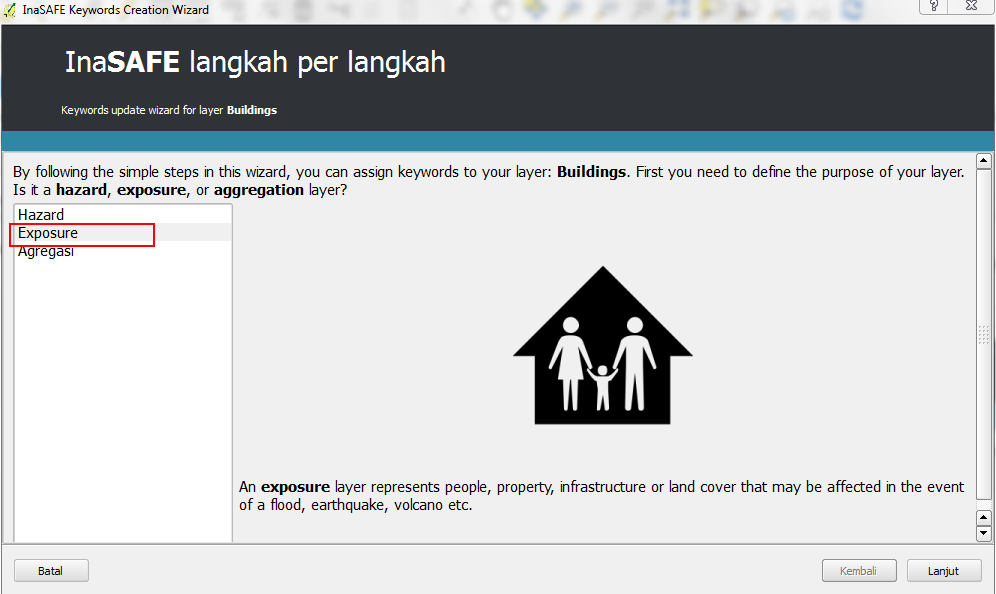 InaSAFE Keywords Creation Wizard
InaSAFE langkah per langkah
Keywords update wizard for layer Buildings
By following the simple steps in this wizard, you can assign keywords to your layer: Buildings. First you need to define the purpose of your layer.
Is it a hazard, exposure, or aggregation layer?
Hazard
Exposure
Agregasi
An exposure layer represents people, property, infrastructure or land cover that may be affected in the event
of a flood, earthquake, volcano etc.
Batal
Kembali
Lanjut